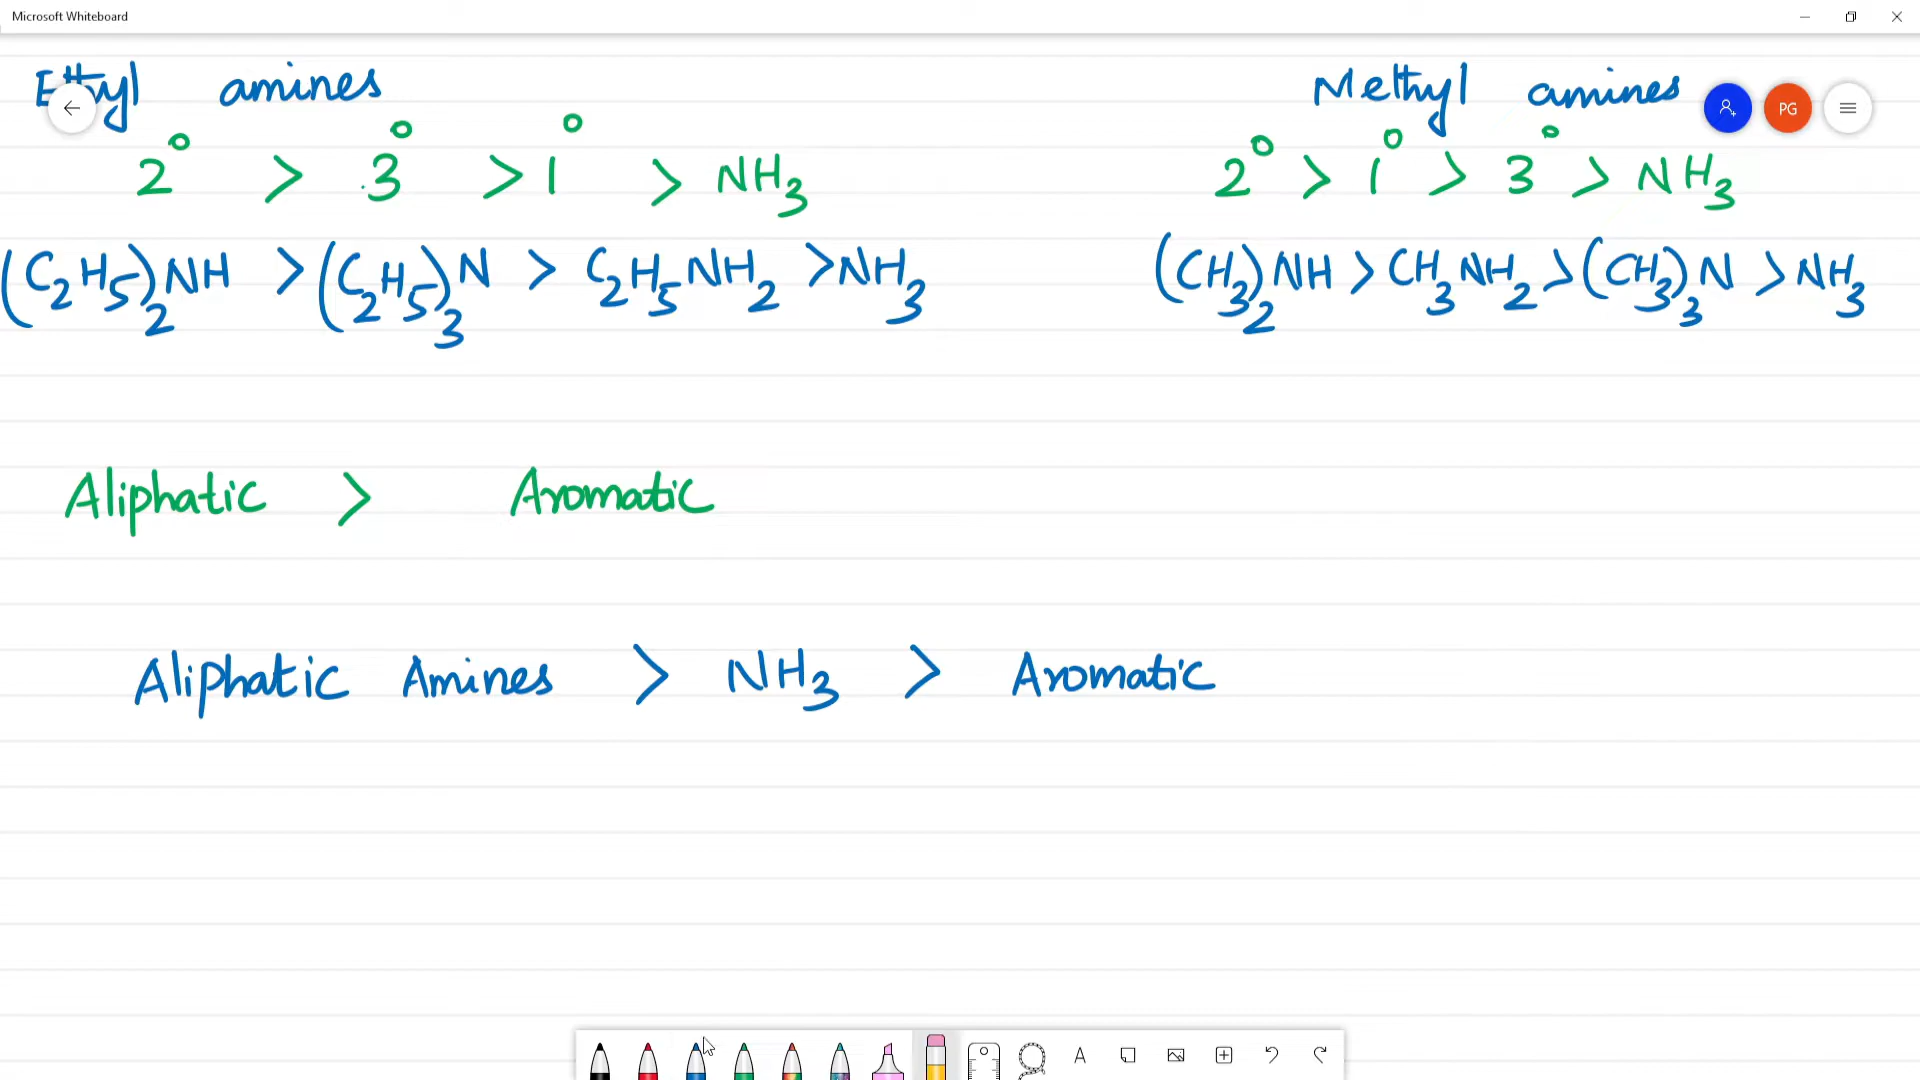 Microsoft Whiteboard
Ethyl amines
2° > 3° > 1° > NH₃
(C₂H₅)₂NH > (C₂H₅)₃N > C₂H₅NH₂ > NH₃
Methyl amines
PG
2° > 1° > 3° > NH₃
(CH₃)₂NH > CH₃NH₂ > (CH₃)₃N > NH₃
Aliphatic > Aromatic
Aliphatic Amines > NH₃ > Aromatic
A